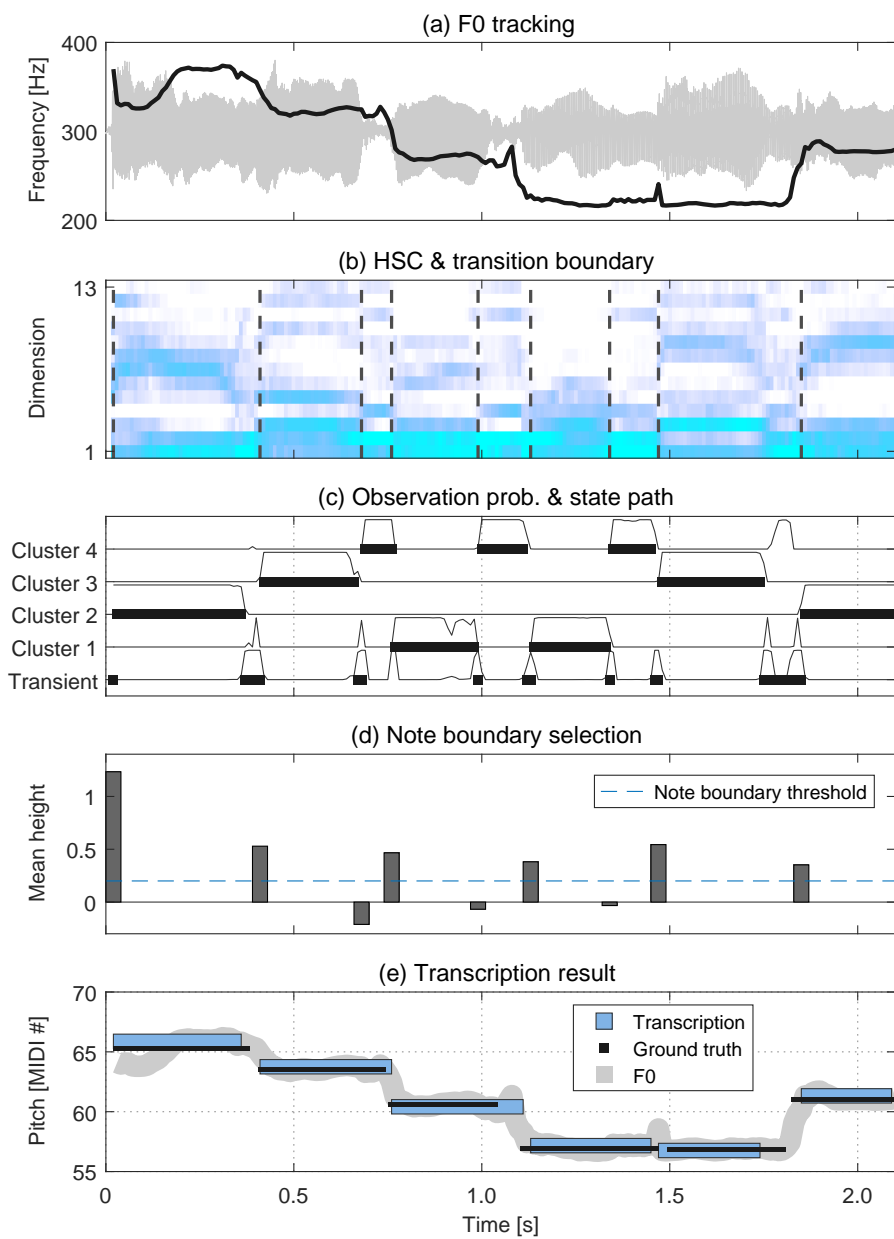 (a) F0 tracking
400
300
200
Frequency [Hz]
(b) HSC & transition boundary
13
1
Dimension
(c) Observation prob. & state path
Cluster 4
Cluster 3
Cluster 2
Cluster 1
Transient
(d) Note boundary selection
1
0.5
0
Mean height
Note boundary threshold
(e) Transcription result
70
65
60
55
Pitch [MIDI #]
Transcription
Ground truth
F0
0 0.5 1.0 1.5 2.0
Time [s]